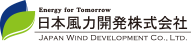 Energy for Tomorrow
日本風力開発株式会社
JAPAN WIND DEVELOPMENT CO., LTD.